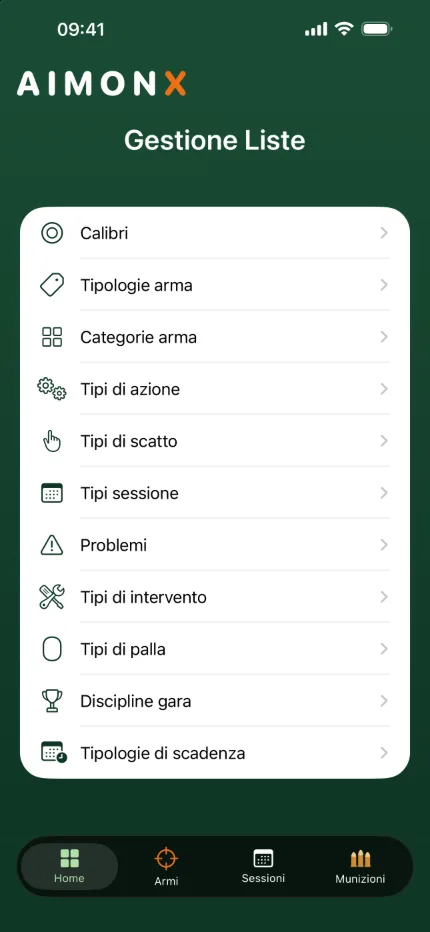 09:41
AIMONX
Gestione Liste
Calibri
Tipologie arma
Categorie arma
Tipi di azione
Tipi di scatto
Tipi sessione
Problemi
Tipi di intervento
Tipi di palla
Discipline gara
Tipologie di scadenza
Home
Armi
Sessioni
Munizioni